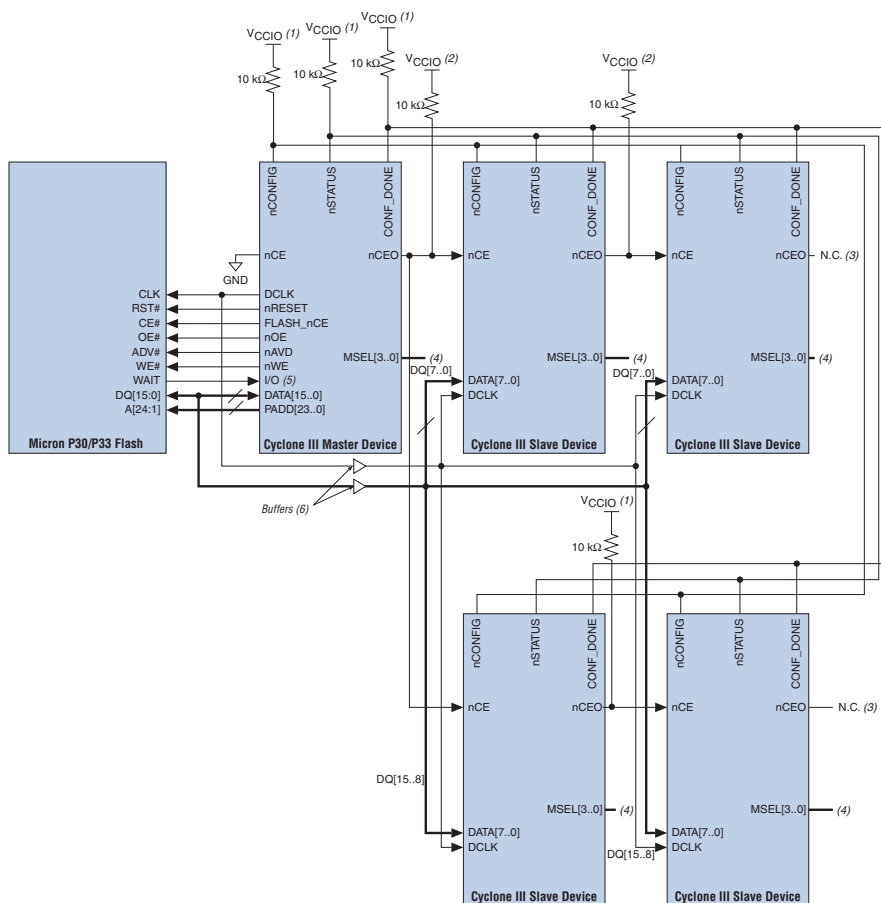 VCCIO (1)
VCCIO (1)
VCCIO (1)
VCCIO (2)
VCCIO (2)
10 kΩ
10 kΩ
10 kΩ
10 kΩ
10 kΩ
nCONFIG
nSTATUS
CONF_DONE
nCE
nCEO
GND
DCLK
nRESET
FLASH_nCE
nOE
nAVD
nWE
I/O (5)
DATA[15..0]
PADD[23..0]
MSEL[3..0]
(4)
Cyclone III Master Device
CLK
RST#
CE#
OE#
ADV#
WE#
WAIT
DQ[15:0]
A[24:1]
Micron P30/P33 Flash
nCONFIG
nSTATUS
CONF_DONE
nCE
nCEO
MSEL[3..0]
(4)
DQ[7..0]
DATA[7..0]
DCLK
Cyclone III Slave Device
nCONFIG
nSTATUS
CONF_DONE
nCE
nCEO
N.C. (3)
MSEL[3..0]
(4)
DQ[7..0]
DATA[7..0]
DCLK
Cyclone III Slave Device
Buffers (6)
VCCIO (1)
10 kΩ
nCONFIG
nSTATUS
CONF_DONE
nCE
nCEO
MSEL[3..0]
(4)
DQ[15..8]
DATA[7..0]
DCLK
Cyclone III Slave Device
nCONFIG
nSTATUS
CONF_DONE
nCE
nCEO
N.C. (3)
MSEL[3..0]
(4)
DATA[7..0]
DQ[15..8]
DCLK
Cyclone III Slave Device